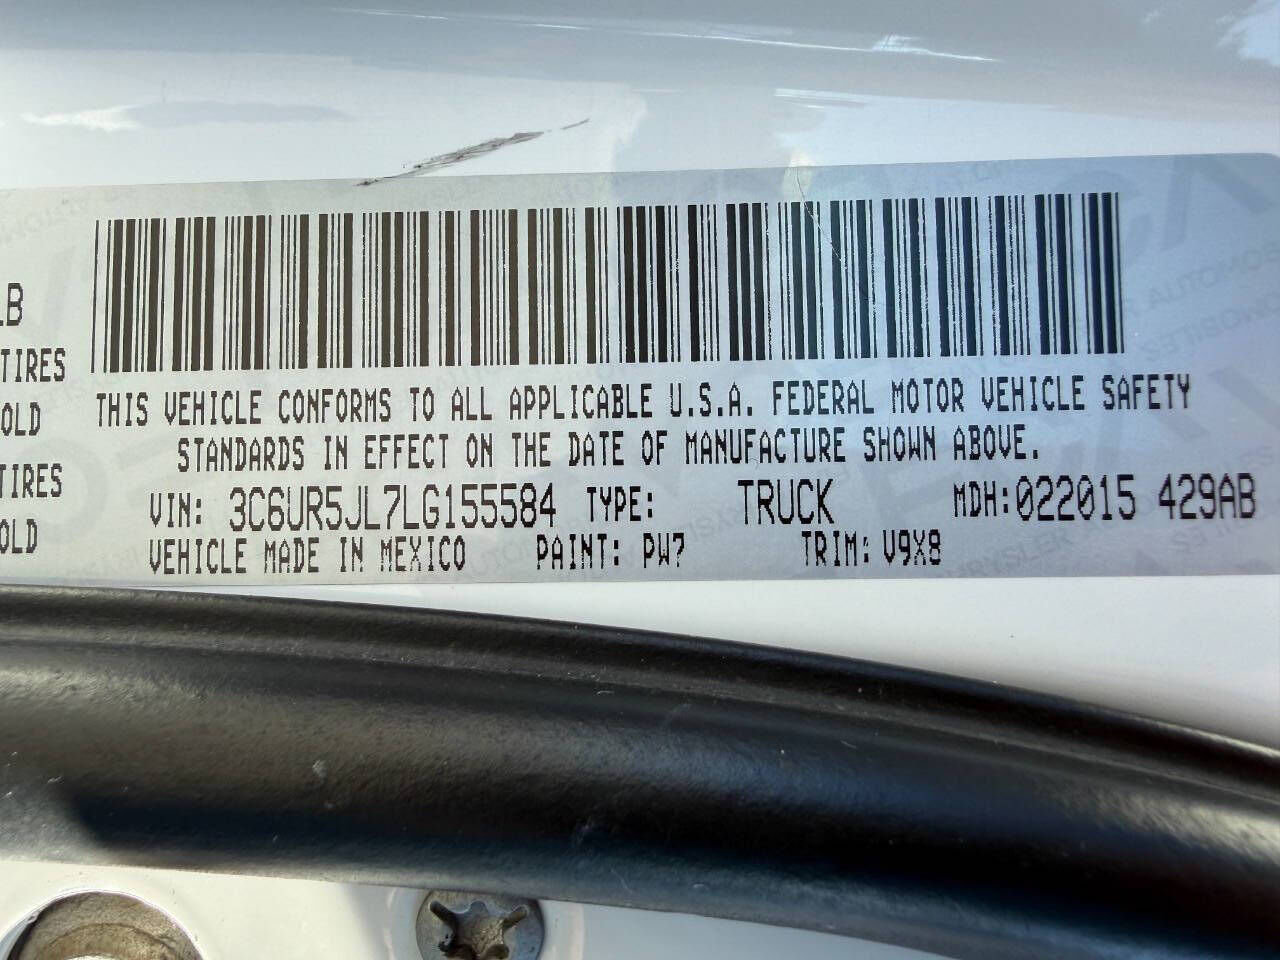 LB
TIRES
COLD
TIRES
COLD
THIS VEHICLE CONFORMS TO ALL APPLICABLE U.S.A. FEDERAL MOTOR VEHICLE SAFETY
STANDARDS IN EFFECT ON THE DATE OF MANUFACTURE SHOWN ABOVE.
VIN: 3C6UR5JL7LG155584 TYPE: TRUCK MDH:022015 429AB
VEHICLE MADE IN MEXICO PAINT: PW7 TRIM: V9X8